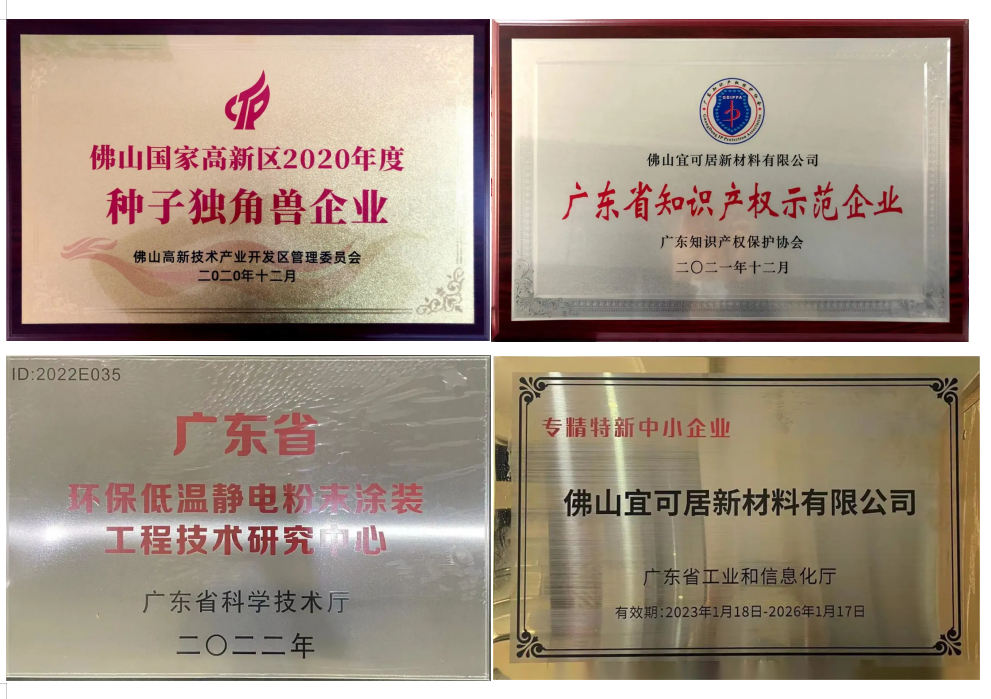 佛山国家高新区2020年度
种子独角兽企业
佛山高新技术产业开发区管理委员会
二0二0年十二月
GDIPPA
佛山宜可居新材料有限公司
广东省知识产权示范企业
广东知识产权保护协会
二〇二一年十二月
ID:2022E035
广东省
环保低温静电粉末涂装
工程技术研究中心
广东省科学技术厅
二〇二二年
专精特新中小企业
佛山宜可居新材料有限公司
广东省工业和信息化厅
有效期:2023年1月18日-2026年1月17日